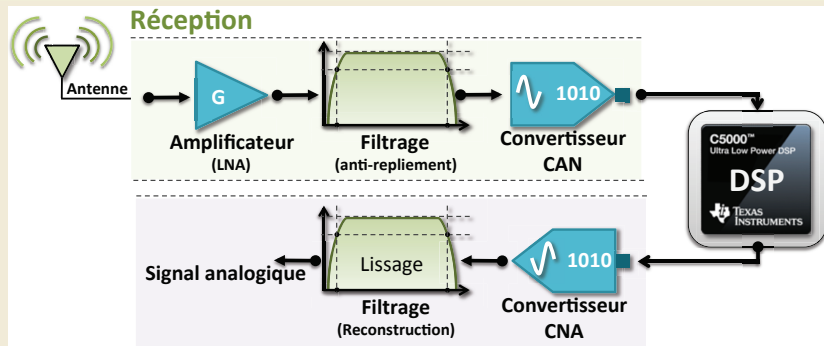 Réception
Antenne
G
Amplificateur
(LNA)
Filtrage
(anti-repliement)
1010
Convertisseur
CAN
C5000™
Ultra Low Power DSP
DSP
TEXAS
INSTRUMENTS
Signal analogique
Lissage
Filtrage
(Reconstruction)
1010
Convertisseur
CNA